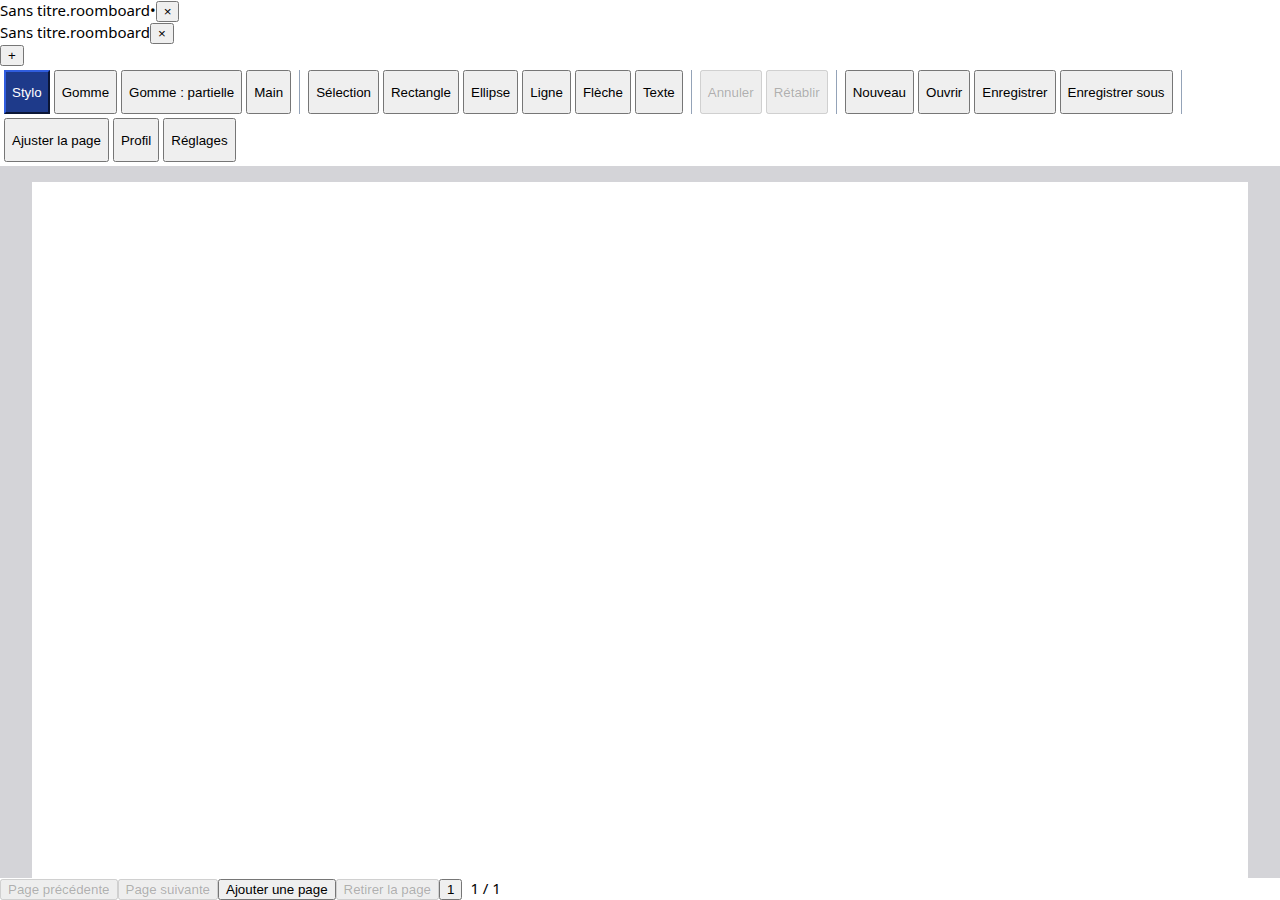 Sans titre.roomboard• ×
Sans titre.roomboard ×
+
Stylo Gomme Gomme : partielle Main Sélection Rectangle Ellipse Ligne Flèche Texte Annuler Rétablir Nouveau Ouvrir Enregistrer Enregistrer sous
Ajuster la page Profil Réglages
Page précédente Page suivante Ajouter une page Retirer la page 1 1 / 1